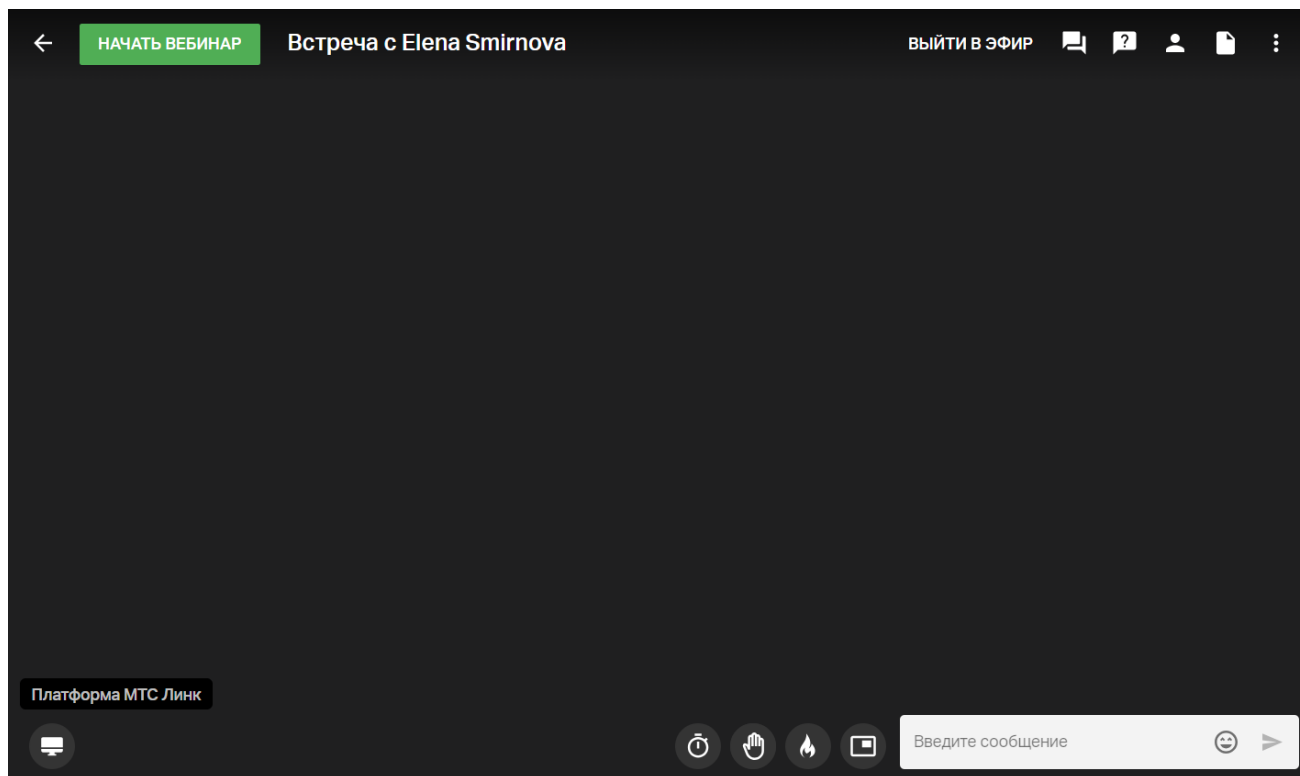 НАЧАТЬ ВЕБИНАР
Встреча с Elena Smirnova
ВЫЙТИ В ЭФИР
?
Платформа МТС Линк
Введите сообщение